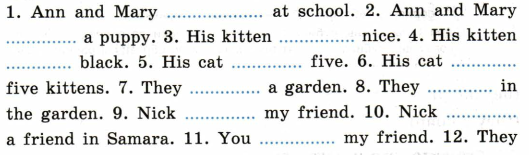 1. Ann and Mary ................. at school. 2. Ann and Mary
............ a puppy. 3. His kitten ............. nice. 4. His kitten
........... black. 5. His cat ........... five. 6. His cat ...........
five kittens. 7. They ............ a garden. 8. They ............ in
the garden. 9. Nick ............. my friend. 10. Nick ............
a friend in Samara. 11. You ............. my friend. 12. They